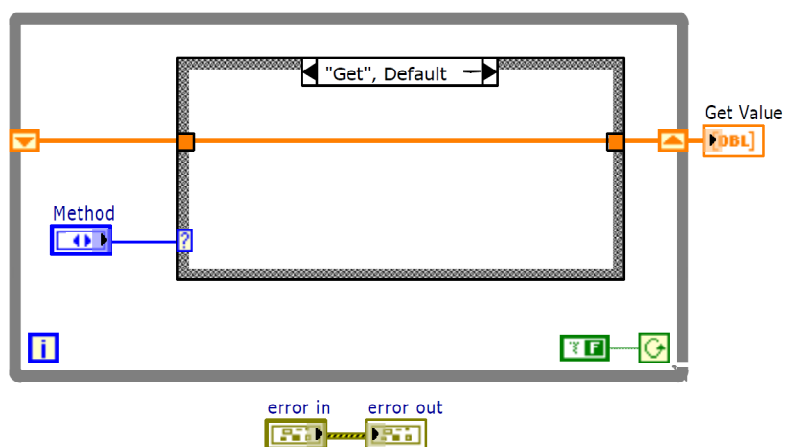 "Get", Default
Get Value
DBL
Method
?
i
F
error in
error out